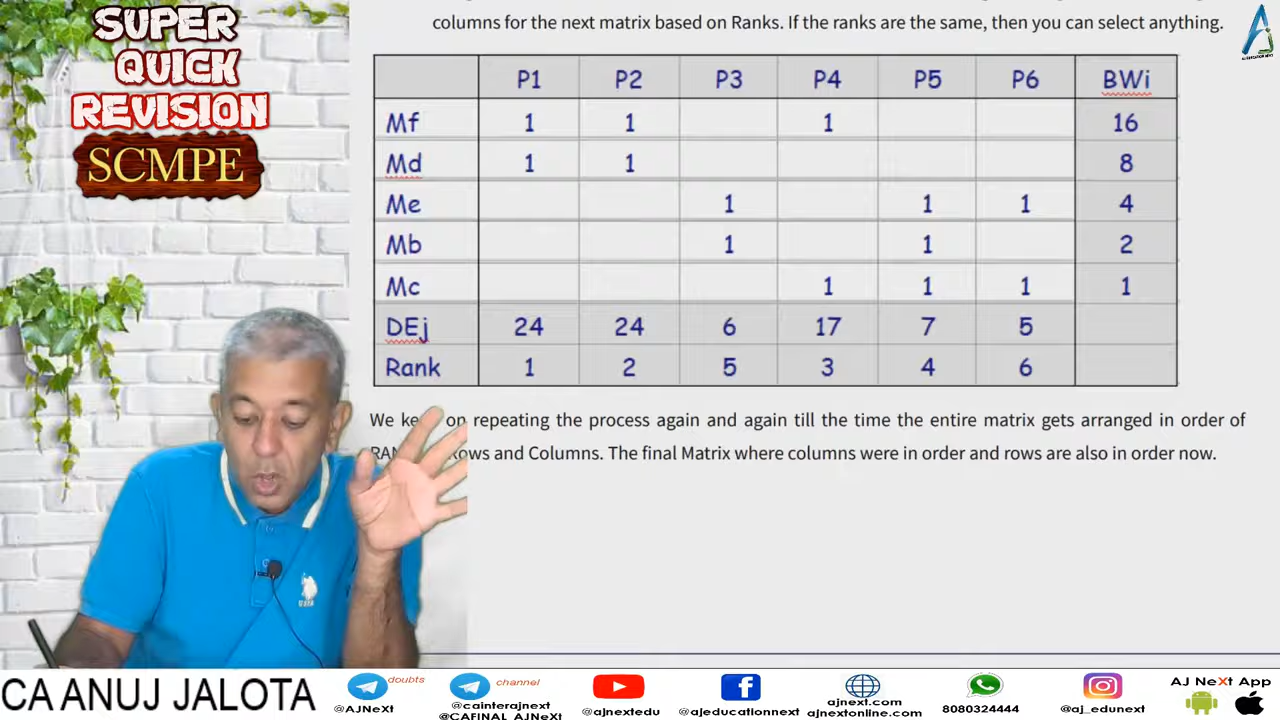 SUPER
QUICK
REVISION
SCMPE
columns for the next matrix based on Ranks. If the ranks are the same, then you can select anything.
P1 P2 P3 P4 P5 P6 BWi
Mf 1 1 1 16
Md 1 1 8
Me 1 1 1 4
Mb 1 1 2
Mc 1 1 1 1
DEj 24 24 6 17 7 5
Rank 1 2 5 3 4 6
We ke on repeating the process again and again till the time the entire matrix gets arranged in order of
Rows and Columns. The final Matrix where columns were in order and rows are also in order now.
CA ANUJ JALOTA
doubts
@AJNeXt
channel
@cainterajnext
@CAFINAL_AJNeXt
@ajnextedu
@ajeducationnext
ajnext.com
ajnextonline.com
8080324444
@aj_edunext
AJ NeXt App